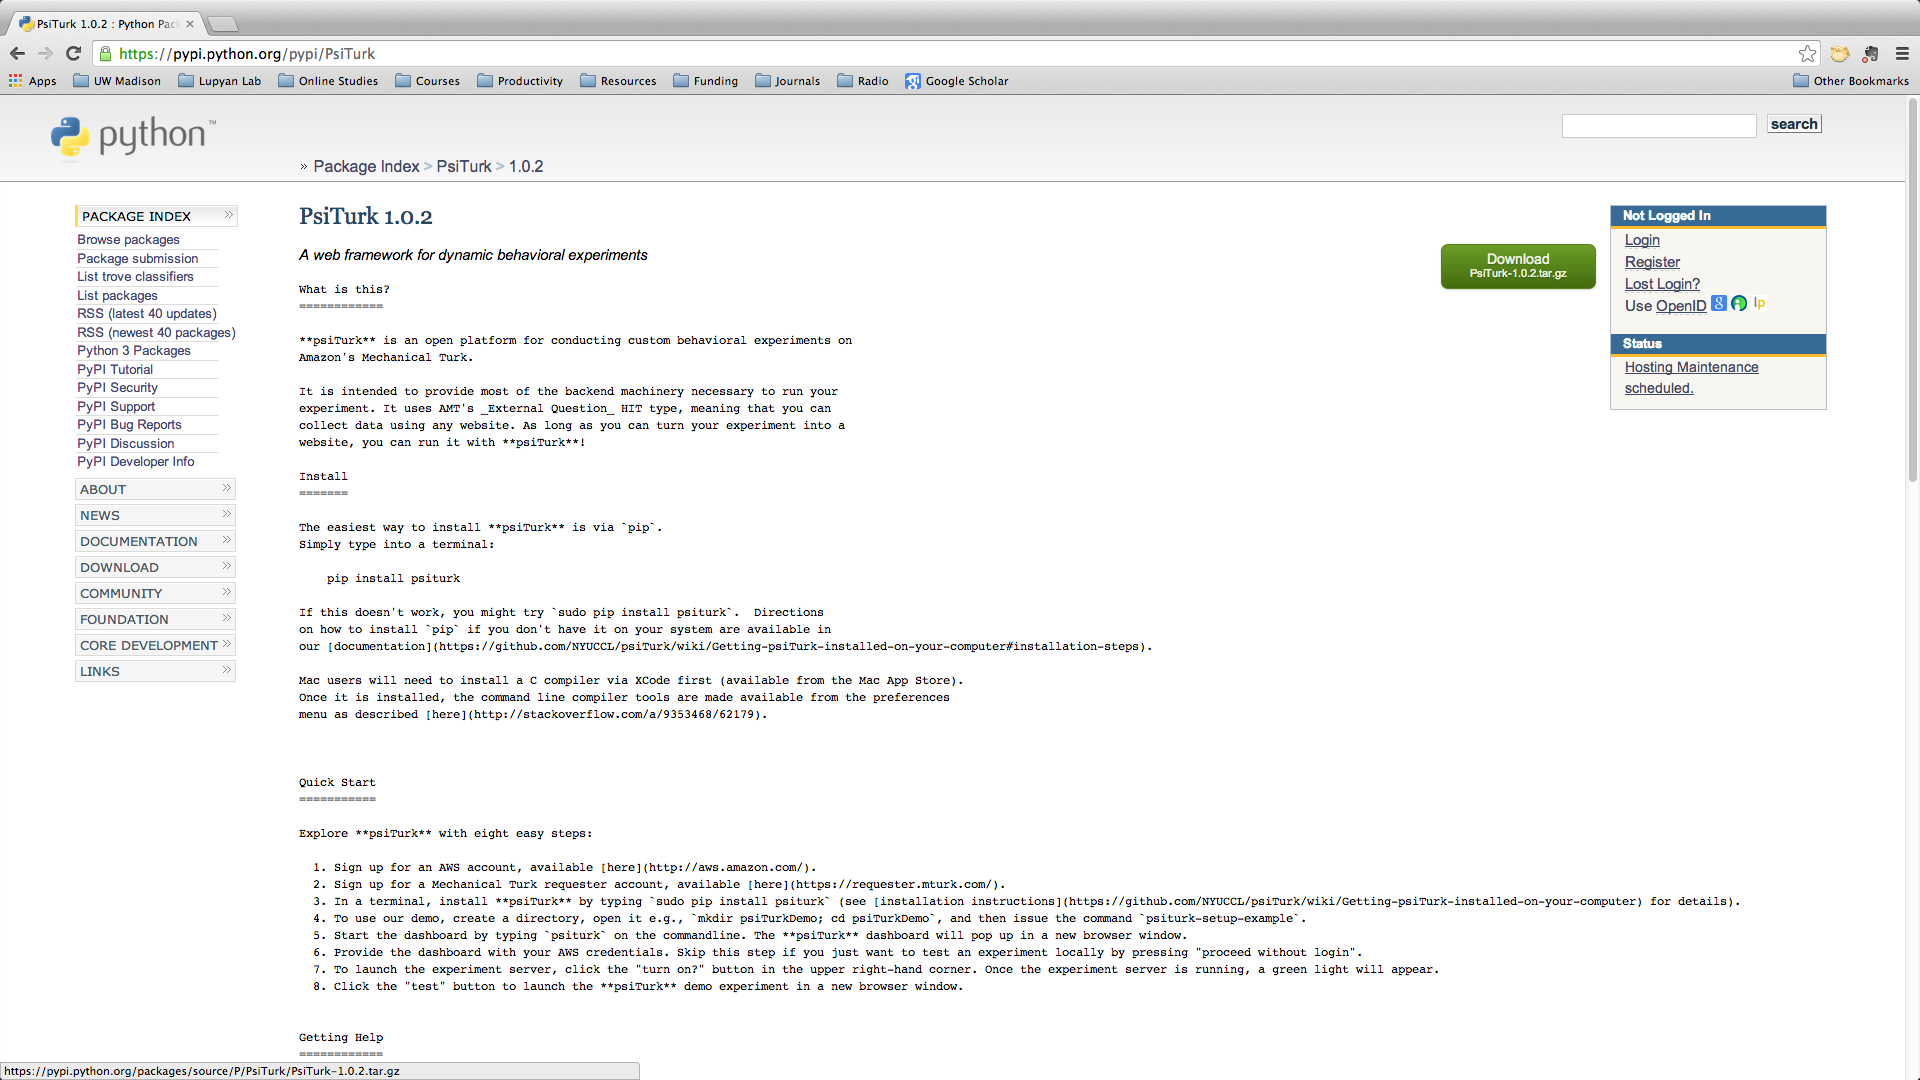 PsiTurk 1.0.2 : Python Pac
https://pypi.python.org/pypi/PsiTurk
Apps UW Madison Lupyan Lab Online Studies Courses Productivity Resources Funding Journals Radio Google Scholar Other Bookmarks
python™
search
» Package Index > PsiTurk > 1.0.2
PACKAGE INDEX »
Browse packages
Package submission
List trove classifiers
List packages
RSS (latest 40 updates)
RSS (newest 40 packages)
Python 3 Packages
PyPI Tutorial
PyPI Security
PyPI Support
PyPI Bug Reports
PyPI Discussion
PyPI Developer Info
ABOUT »
NEWS »
DOCUMENTATION »
DOWNLOAD »
COMMUNITY »
FOUNDATION »
CORE DEVELOPMENT »
LINKS »
PsiTurk 1.0.2
A web framework for dynamic behavioral experiments
What is this?
============
**psiTurk** is an open platform for conducting custom behavioral experiments on
Amazon's Mechanical Turk.
It is intended to provide most of the backend machinery necessary to run your
experiment. It uses AMT's _External Question_ HIT type, meaning that you can
collect data using any website. As long as you can turn your experiment into a
website, you can run it with **psiTurk**!
Install
=======
The easiest way to install **psiTurk** is via `pip`.
Simply type into a terminal:
pip install psiturk
If this doesn't work, you might try `sudo pip install psiturk`.  Directions
on how to install `pip` if you don't have it on your system are available in
our [documentation](https://github.com/NYUCCL/psiTurk/wiki/Getting-psiTurk-installed-on-your-computer#installation-steps).
Mac users will need to install a C compiler via XCode first (available from the Mac App Store).
Once it is installed, the command line compiler tools are made available from the preferences
menu as described [here](http://stackoverflow.com/a/9353468/62179).
Quick Start
===========
Explore **psiTurk** with eight easy steps:
1. Sign up for an AWS account, available [here](http://aws.amazon.com/).
2. Sign up for a Mechanical Turk requester account, available [here](https://requester.mturk.com/).
3. In a terminal, install **psiTurk** by typing `sudo pip install psiturk` (see [installation instructions](https://github.com/NYUCCL/psiTurk/wiki/Getting-psiTurk-installed-on-your-computer) for details).
4. To use our demo, create a directory, open it e.g., `mkdir psiTurkDemo; cd psiTurkDemo`, and then issue the command `psiturk-setup-example`.
5. Start the dashboard by typing `psiturk` on the commandline. The **psiTurk** dashboard will pop up in a new browser window.
6. Provide the dashboard with your AWS credentials. Skip this step if you just want to test an experiment locally by pressing "proceed without login".
7. To launch the experiment server, click the "turn on?" button in the upper right-hand corner. Once the experiment server is running, a green light will appear.
8. Click the "test" button to launch the **psiTurk** demo experiment in a new browser window.
Getting Help
============
Download
PsiTurk-1.0.2.tar.gz
Not Logged In
Login
Register
Lost Login?
Use OpenID 8 lp
Status
Hosting Maintenance
scheduled.
https://pypi.python.org/packages/source/P/PsiTurk/PsiTurk-1.0.2.tar.gz